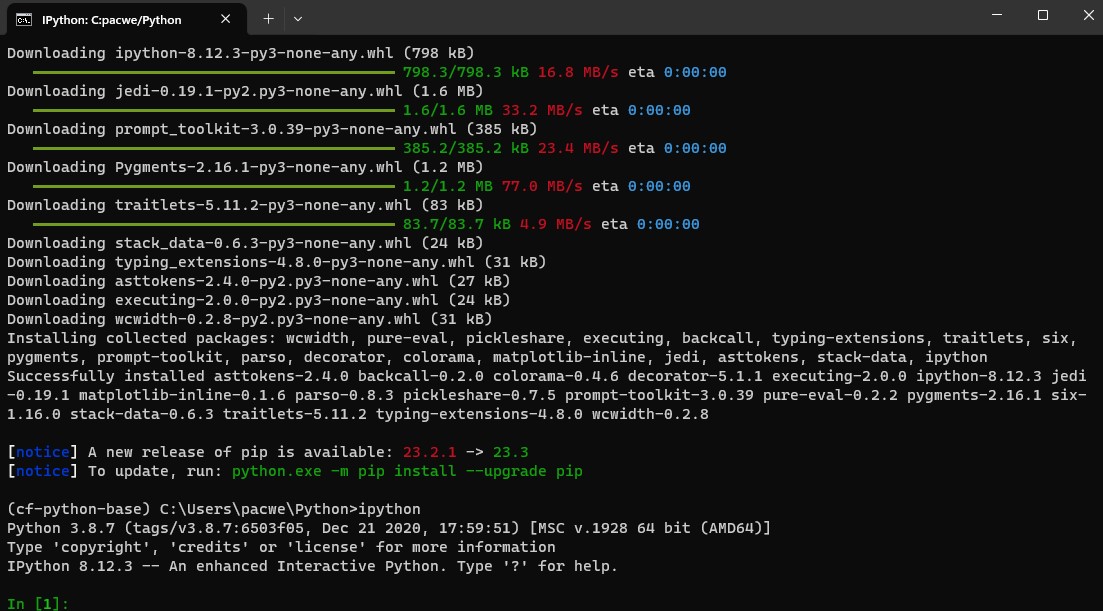 IPython: C:pacwe/Python
Downloading ipython-8.12.3-py3-none-any.whl (798 kB)
798.3/798.3 kB 16.8 MB/s eta 0:00:00
Downloading jedi-0.19.1-py2.py3-none-any.whl (1.6 MB)
1.6/1.6 MB 33.2 MB/s eta 0:00:00
Downloading prompt_toolkit-3.0.39-py3-none-any.whl (385 kB)
385.2/385.2 kB 23.4 MB/s eta 0:00:00
Downloading Pygments-2.16.1-py3-none-any.whl (1.2 MB)
1.2/1.2 MB 77.0 MB/s eta 0:00:00
Downloading traitlets-5.11.2-py3-none-any.whl (83 kB)
83.7/83.7 kB 4.9 MB/s eta 0:00:00
Downloading stack_data-0.6.3-py3-none-any.whl (24 kB)
Downloading typing_extensions-4.8.0-py3-none-any.whl (31 kB)
Downloading asttokens-2.4.0-py2.py3-none-any.whl (27 kB)
Downloading executing-2.0.0-py2.py3-none-any.whl (24 kB)
Downloading wcwidth-0.2.8-py2.py3-none-any.whl (31 kB)
Installing collected packages: wcwidth, pure-eval, pickleshare, executing, backcall, typing-extensions, traitlets, six,
pygments, prompt-toolkit, parso, decorator, colorama, matplotlib-inline, jedi, asttokens, stack-data, ipython
Successfully installed asttokens-2.4.0 backcall-0.2.0 colorama-0.4.6 decorator-5.1.1 executing-2.0.0 ipython-8.12.3 jedi
-0.19.1 matplotlib-inline-0.1.6 parso-0.8.3 pickleshare-0.7.5 prompt-toolkit-3.0.39 pure-eval-0.2.2 pygments-2.16.1 six-
1.16.0 stack-data-0.6.3 traitlets-5.11.2 typing-extensions-4.8.0 wcwidth-0.2.8
[notice] A new release of pip is available: 23.2.1 -> 23.3
[notice] To update, run: python.exe -m pip install --upgrade pip
(cf-python-base) C:\Users\pacwe\Python>ipython
Python 3.8.7 (tags/v3.8.7:6503f05, Dec 21 2020, 17:59:51) [MSC v.1928 64 bit (AMD64)]
Type 'copyright', 'credits' or 'license' for more information
IPython 8.12.3 -- An enhanced Interactive Python. Type '?' for help.
In [1]: